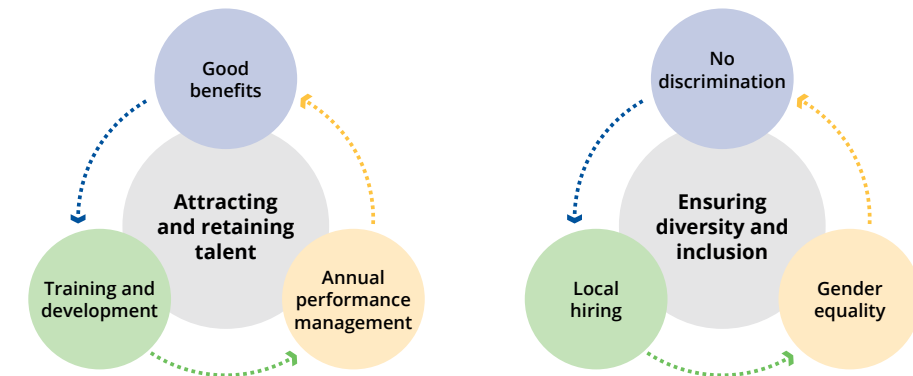 Good
benefits
Attracting
and retaining
talent
Training and
development
Annual
performance
management
No
discrimination
Ensuring
diversity and
inclusion
Local
hiring
Gender
equality